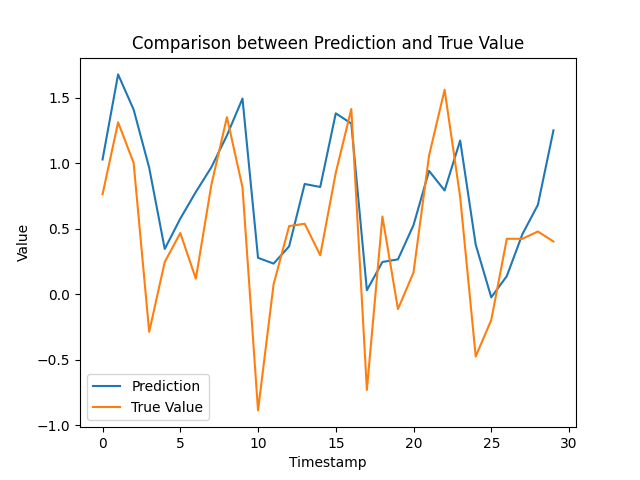 Comparison between Prediction and True Value
Value
1.5
1.0
0.5
0.0
−0.5
−1.0
Prediction
True Value
0 5 10 15 20 25 30
Timestamp